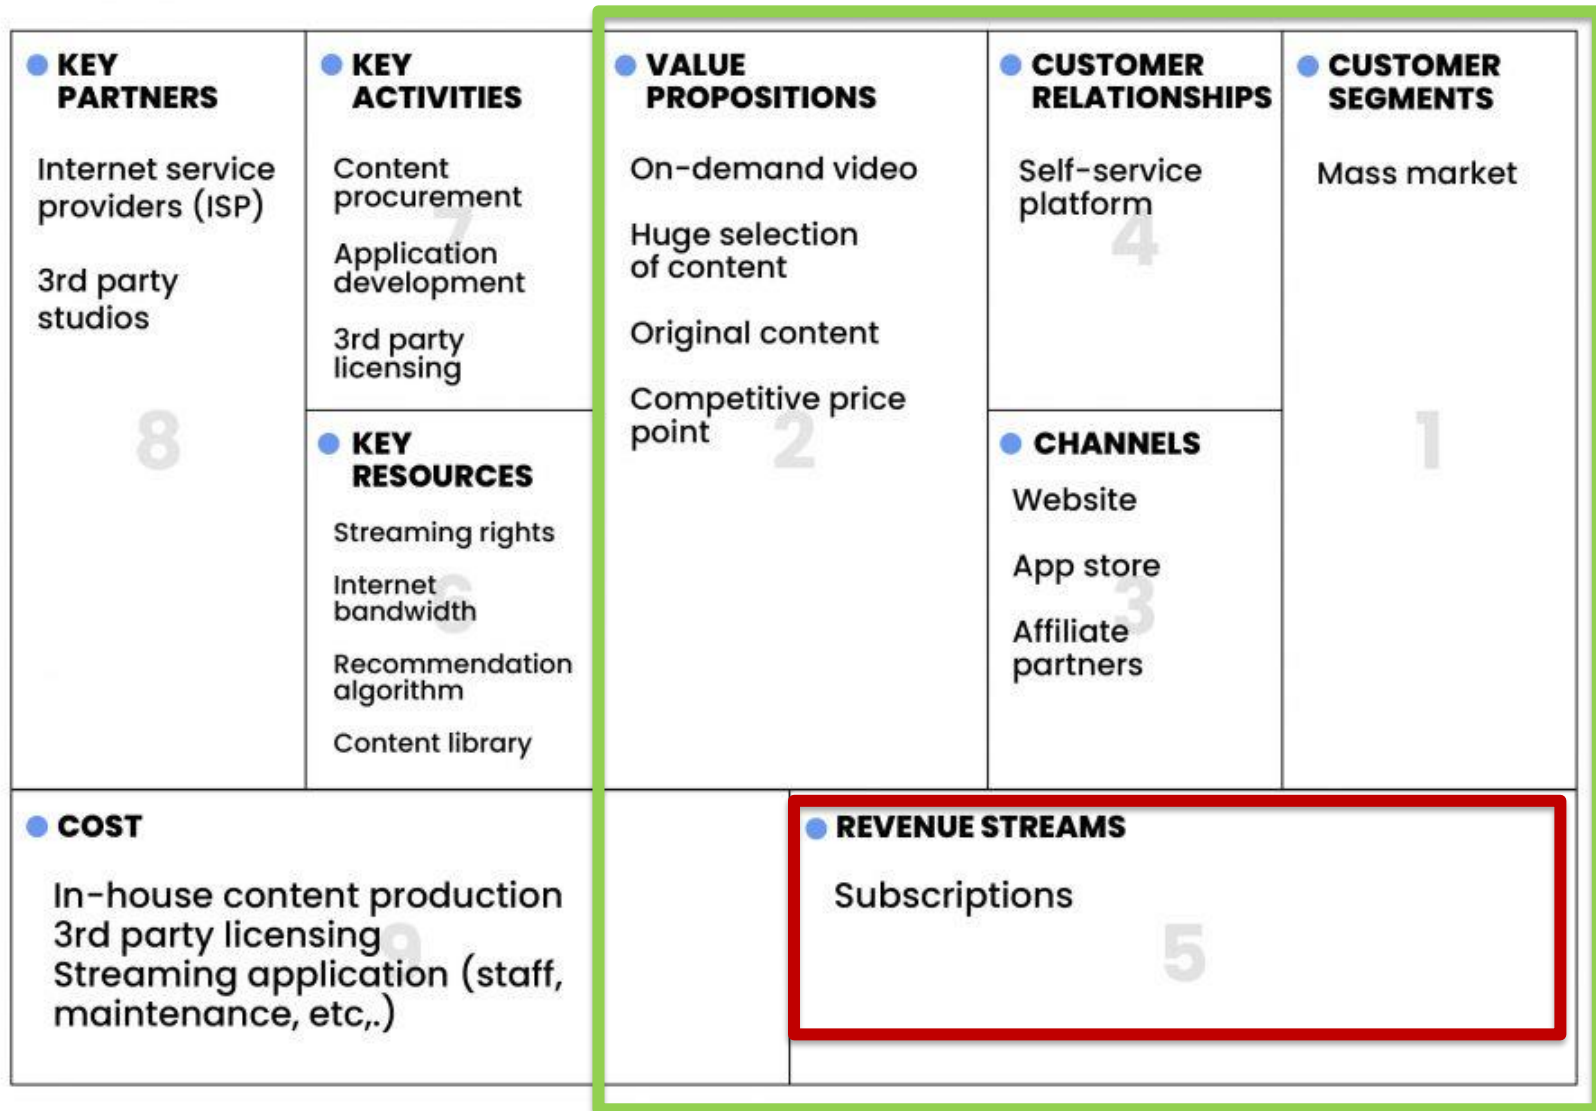 KEY
PARTNERS
Internet service
providers (ISP)
3rd party
studios
8
KEY
ACTIVITIES
Content
procurement
Application
development
3rd party
licensing
7
KEY
RESOURCES
Streaming rights
Internet
bandwidth
Recommendation
algorithm
Content library
6
VALUE
PROPOSITIONS
On-demand video
Huge selection
of content
Original content
Competitive price
point
2
CUSTOMER
RELATIONSHIPS
Self-service
platform
4
CHANNELS
Website
App store
Affiliate
partners
3
CUSTOMER
SEGMENTS
Mass market
1
COST
In-house content production
3rd party licensing
Streaming application (staff,
maintenance, etc,.)
9
REVENUE STREAMS
Subscriptions
5